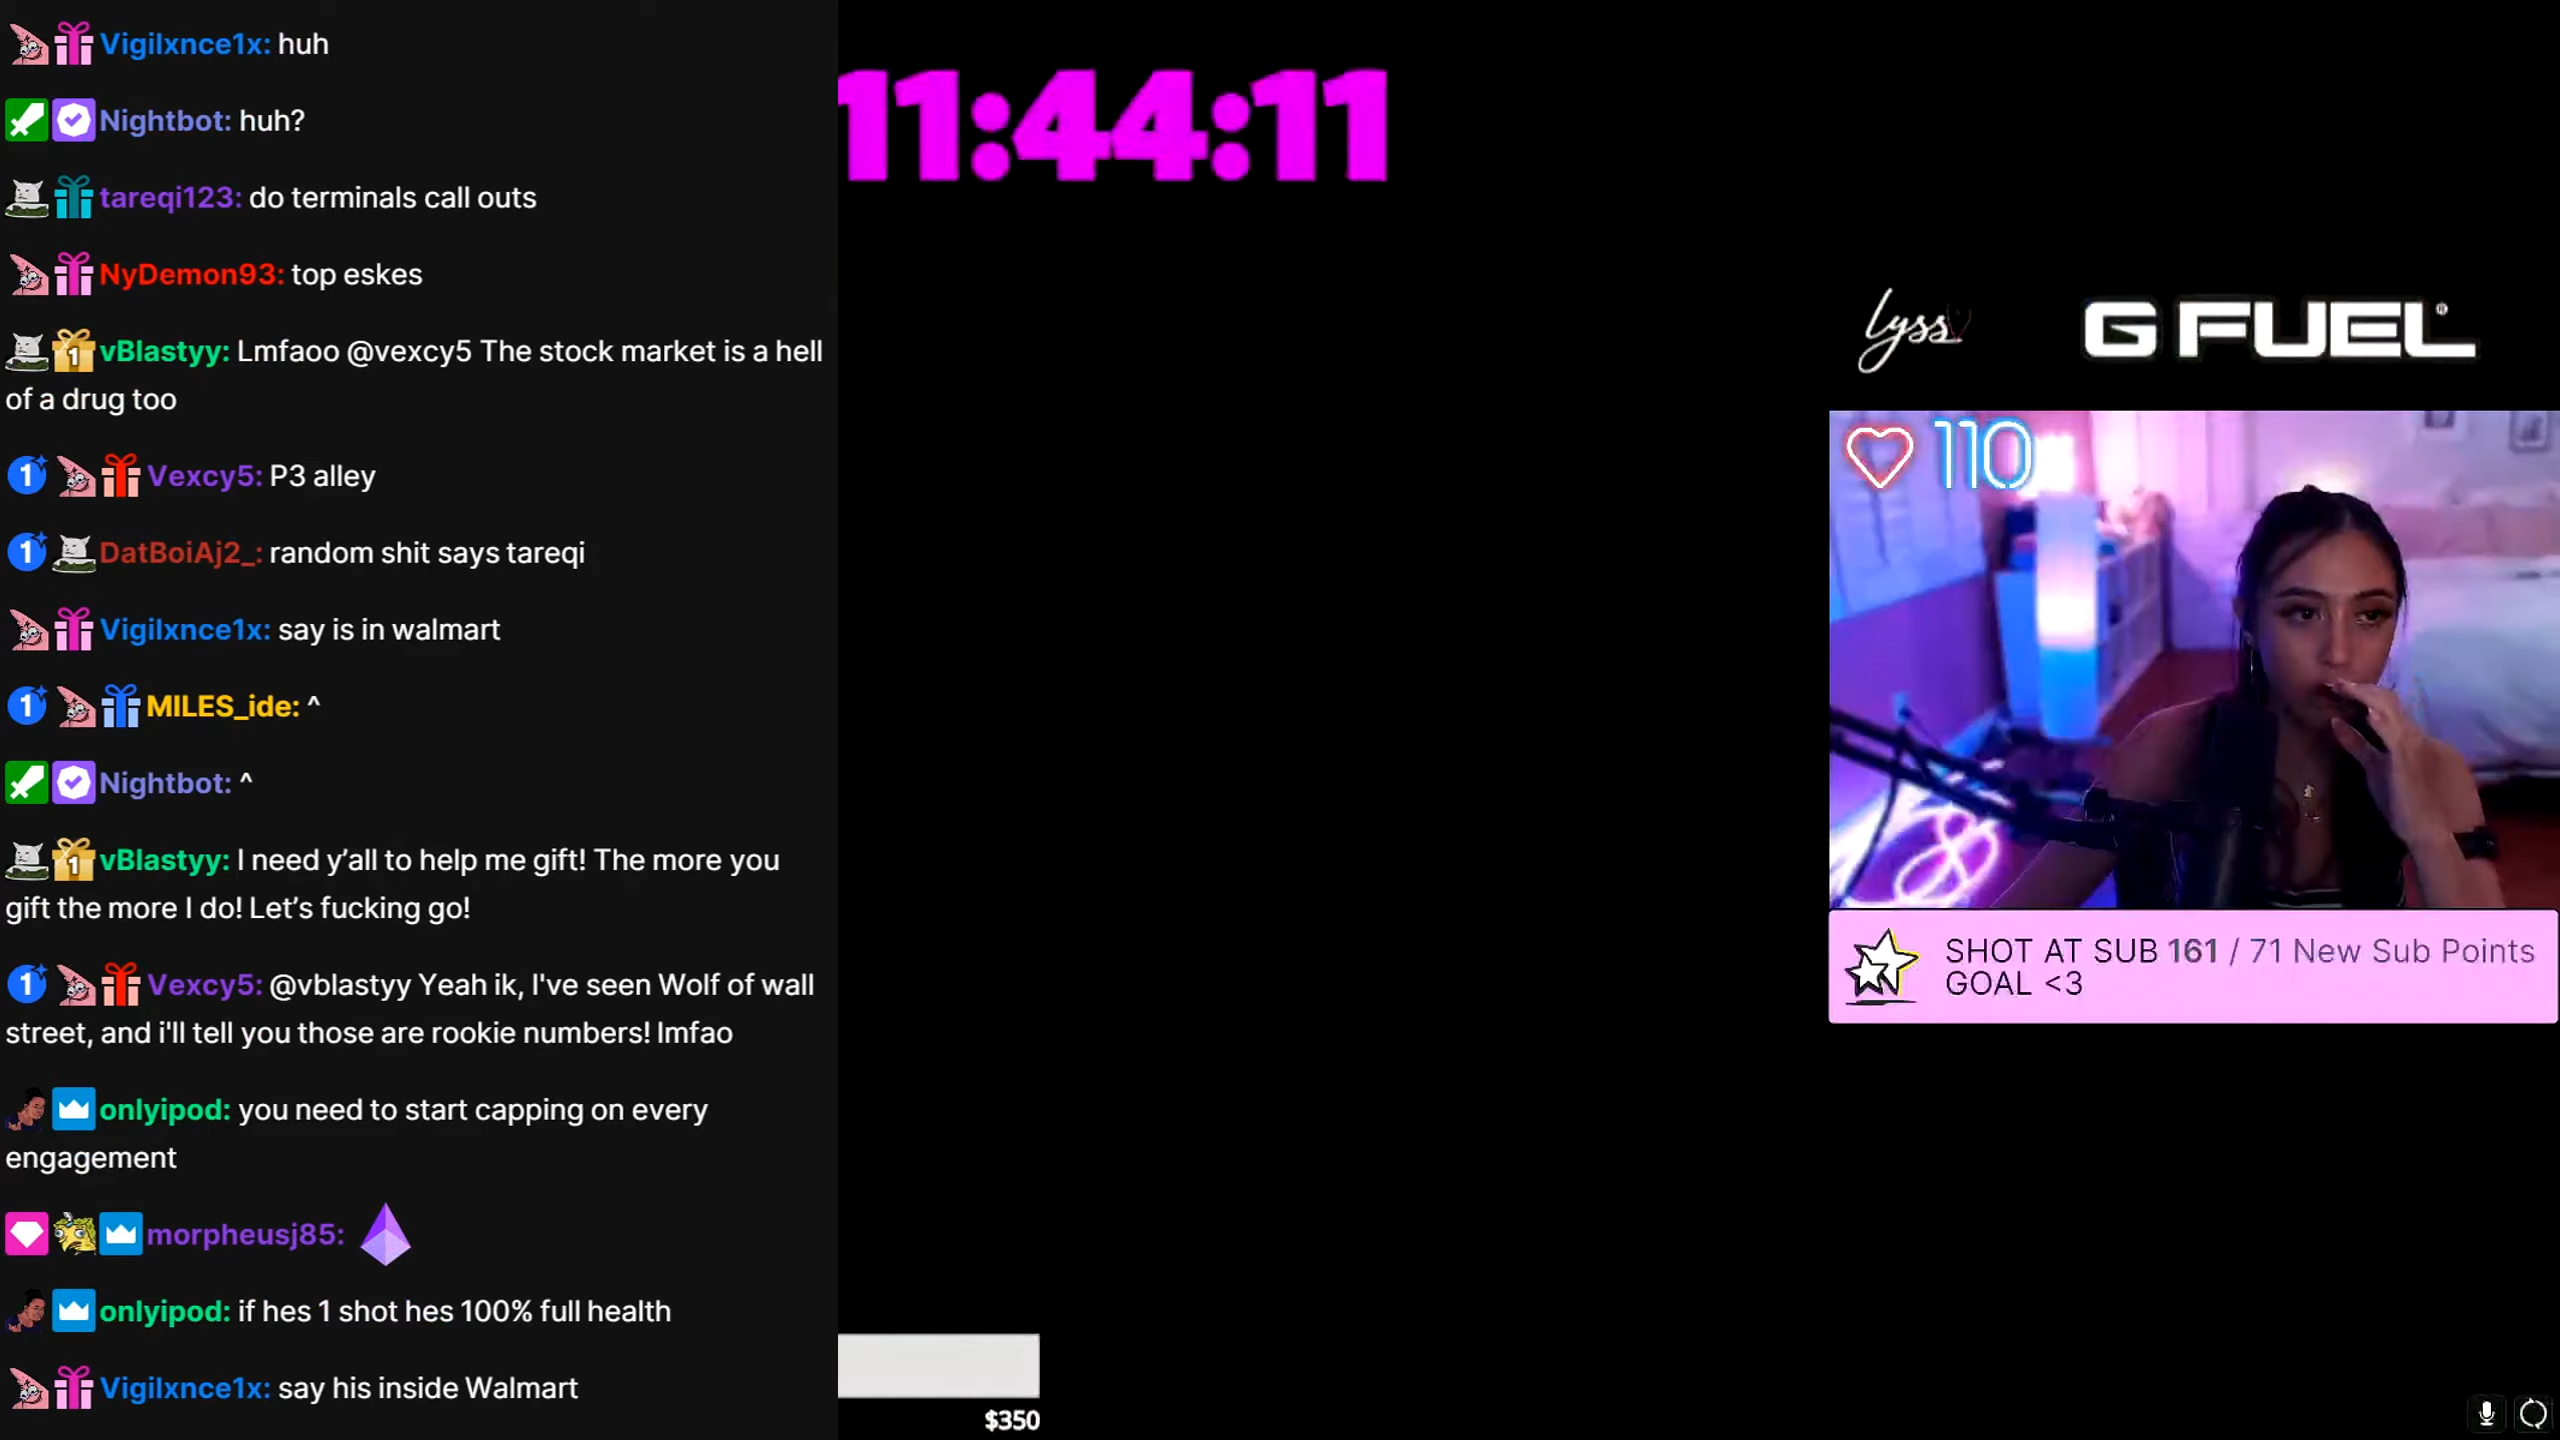 Vigilxnce1x: huh
Nightbot: huh?
tareqi123: do terminals call outs
NyDemon93: top eskes
1 vBlastyy: Lmfaoo @vexcy5 The stock market is a hell
of a drug too
1 Vexcy5: P3 alley
1 DatBoiAj2_: random shit says tareqi
Vigilxnce1x: say is in walmart
1 MILES_ide: ^
Nightbot: ^
1 vBlastyy: I need y’all to help me gift! The more you
gift the more I do! Let’s fucking go!
1 Vexcy5: @vblastyy Yeah ik, I've seen Wolf of wall
street, and i'll tell you those are rookie numbers! lmfao
onlyipod: you need to start capping on every
engagement
morpheusj85:
onlyipod: if hes 1 shot hes 100% full health
Vigilxnce1x: say his inside Walmart
11:44:11
$350
lyss
G FUEL®
110
SHOT AT SUB 161 / 71 New Sub Points
GOAL <3